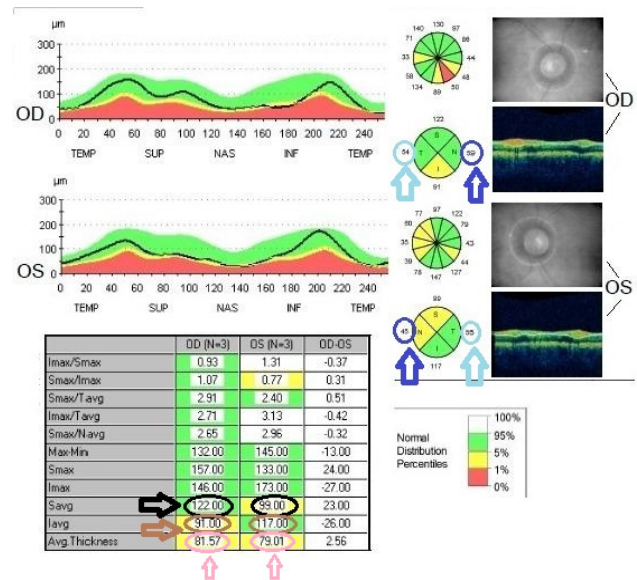 µm
300
200
100
0
OD
0 20 40 60 80 100 120 140 160 180 200 220 240
TEMP SUP NAS INF TEMP
µm
300
200
100
0
OS
0 20 40 60 80 100 120 140 160 180 200 220 240
TEMP SUP NAS INF TEMP
130
140 97
71 86
33 44
58 48
134 50
89
122
S
54 T N 59
I
91
OD
97
77 122
79
35 43
39 44
78 127
147
S
45 N T 55
I
117
OS
OD (N=3) OS (N=3) OD-OS
Imax/Smax 0.93 1.31 -0.37
Smax/Imax 1.07 0.77 0.31
Smax/Tavg 2.91 2.40 0.51
Imax/Tavg 2.71 3.13 -0.42
Smax/Navg 2.65 2.96 -0.32
Max-Min 132.00 145.00 -13.00
Smax 157.00 133.00 24.00
Imax 146.00 173.00 -27.00
Savg 122.00 99.00 23.00
Iavg 91.00 117.00 -26.00
Avg.Thickness 81.57 79.01 2.56
Normal
Distribution
Percentiles
100%
95%
5%
1%
0%